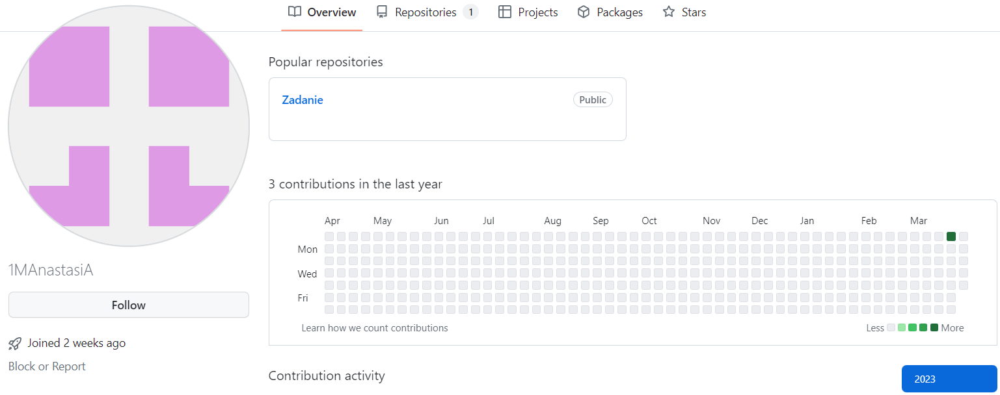 Overview Repositories 1 Projects Packages Stars
Popular repositories
Zadanie Public
3 contributions in the last year
Apr May Jun Jul Aug Sep Oct Nov Dec Jan Feb Mar
Mon
Wed
Fri
Learn how we count contributions Less More
1MAnastasiA
Follow
Joined 2 weeks ago
Block or Report
Contribution activity 2023